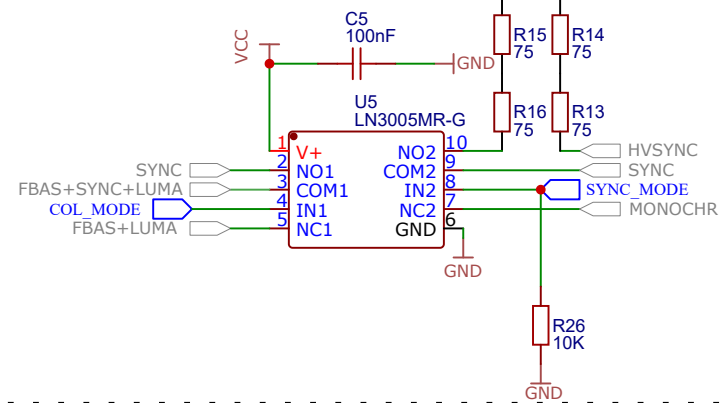 C5
100nF
VCC
GND
R15
75
R14
75
R16
75
R13
75
U5
LN3005MR-G
1 V+
2 NO1
3 COM1
4 IN1
5 NC1
NO2 10
COM2 9
IN2 8
NC2 7
GND 6
SYNC
FBAS+SYNC+LUMA
COL_MODE
FBAS+LUMA
HVSYNC
SYNC
SYNC_MODE
MONOCHR
GND
R26
10K
GND